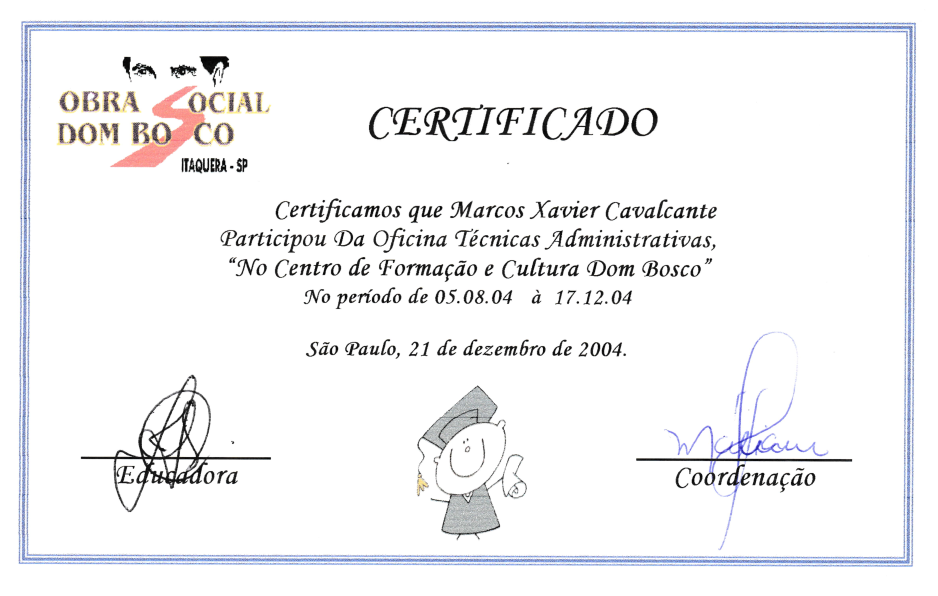 OBRA SOCIAL
DOM BOSCO
ITAQUERA - SP
CERTIFICADO
Certificamos que Marcos Xavier Cavalcante
Participou Da Oficina Técnicas Administrativas,
“No Centro de Formação e Cultura Dom Bosco”
No período de 05.08.04 à 17.12.04
São Paulo, 21 de dezembro de 2004.
Educadora
Coordenação